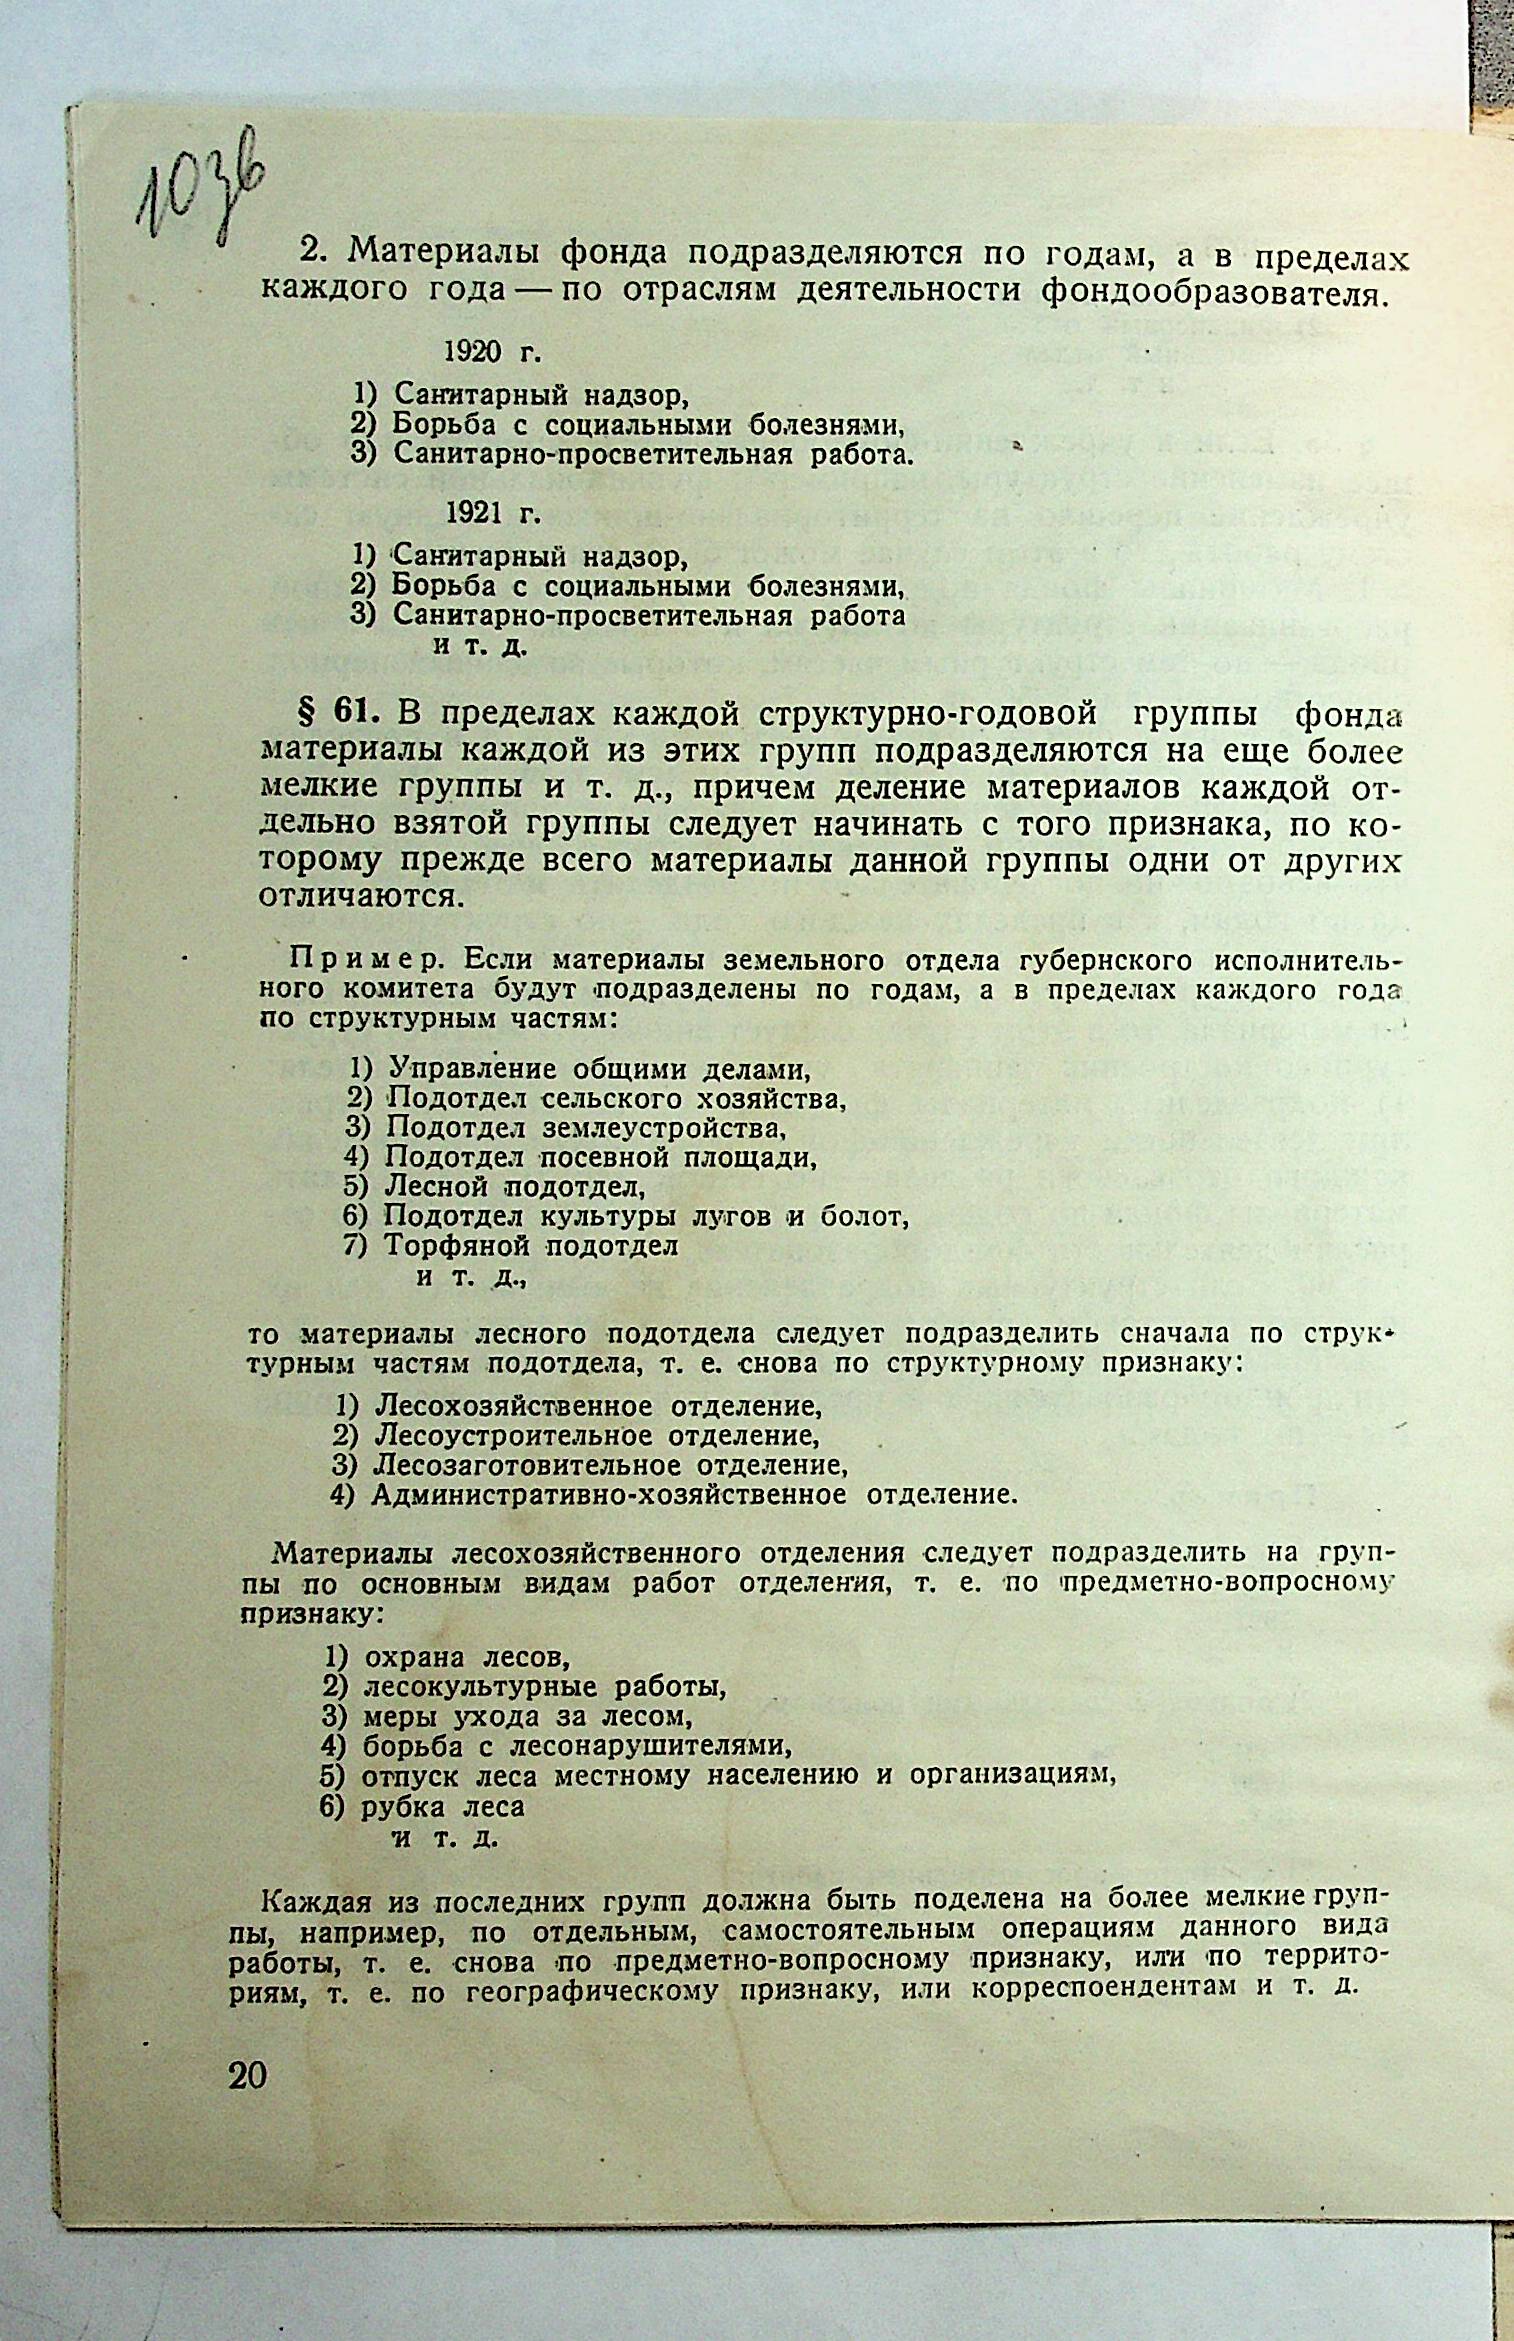 103б
2. Материалы фонда подразделяются по годам, а в пределах
каждого года — по отраслям деятельности фондообразователя.
1920 г.
1) Санитарный надзор,
2) Борьба с социальными болезнями,
3) Санитарно-просветительная работа.
1921 г.
1) Санитарный надзор,
2) Борьба с социальными болезнями,
3) Санитарно-просветительная работа
и т. д.
§ 61. В пределах каждой структурно-годовой группы фонда
материалы каждой из этих групп подразделяются на еще более
мелкие группы и т. д., причем деление материалов каждой от-
дельно взятой группы следует начинать с того признака, по ко-
торому прежде всего материалы данной группы одни от других
отличаются.
Пример. Если материалы земельного отдела губернского исполнитель-
ного комитета будут подразделены по годам, а в пределах каждого года
по структурным частям:
1) Управление общими делами,
2) Подотдел сельского хозяйства,
3) Подотдел землеустройства,
4) Подотдел посевной площади,
5) Лесной подотдел,
6) Подотдел культуры лугов и болот,
7) Торфяной подотдел
и т. д.,
то материалы лесного подотдела следует подразделить сначала по струк-
турным частям подотдела, т. е. снова по структурному признаку:
1) Лесохозяйственное отделение,
2) Лесоустроительное отделение,
3) Лесозаготовительное отделение,
4) Административно-хозяйственное отделение.
Материалы лесохозяйственного отделения следует подразделить на груп-
пы по основным видам работ отделения, т. е. по предметно-вопросному
признаку:
1) охрана лесов,
2) лесокультурные работы,
3) меры ухода за лесом,
4) борьба с лесонарушителями,
5) отпуск леса местному населению и организациям,
6) рубка леса
и т. д.
Каждая из последних групп должна быть поделена на более мелкие груп-
пы, например, по отдельным, самостоятельным операциям данного вида
работы, т. е. снова по предметно-вопросному признаку, или по террито-
риям, т. е. по географическому признаку, или корреспоендентам и т. д.
20